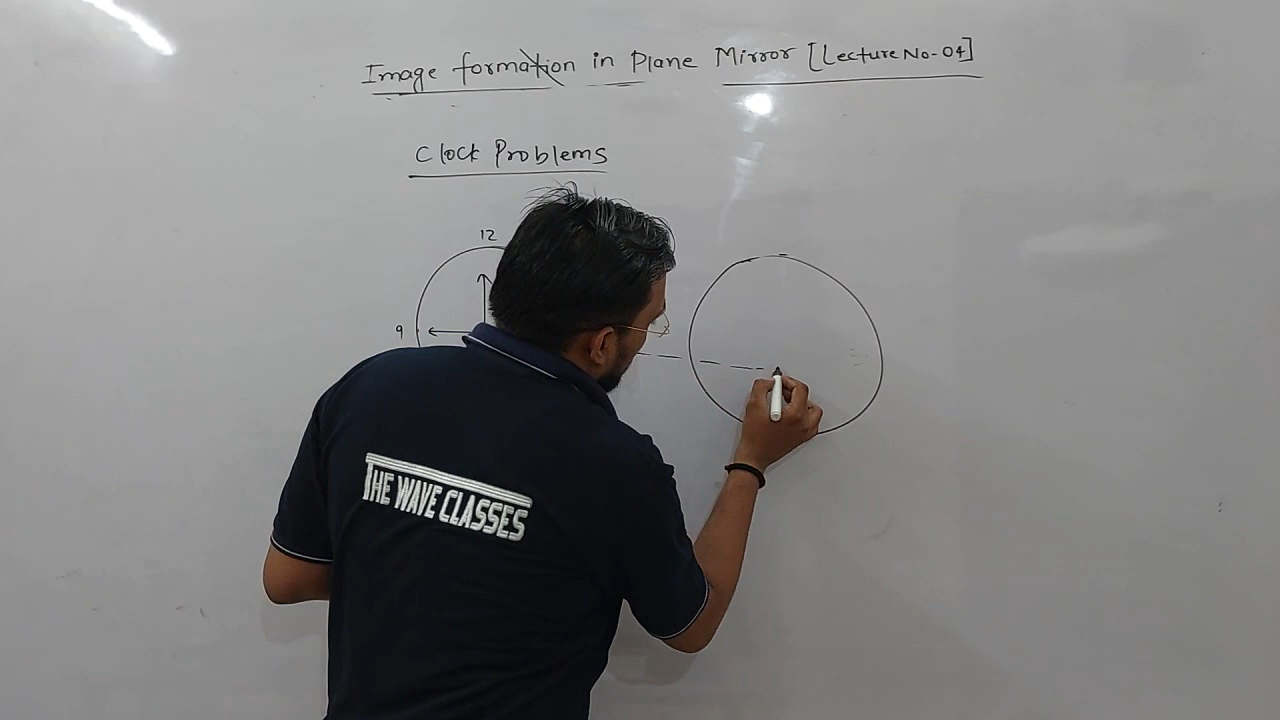 Image formation in Plane Mirror [Lecture No-04]
Clock Problems
12
9
THE WAVE CLASSES